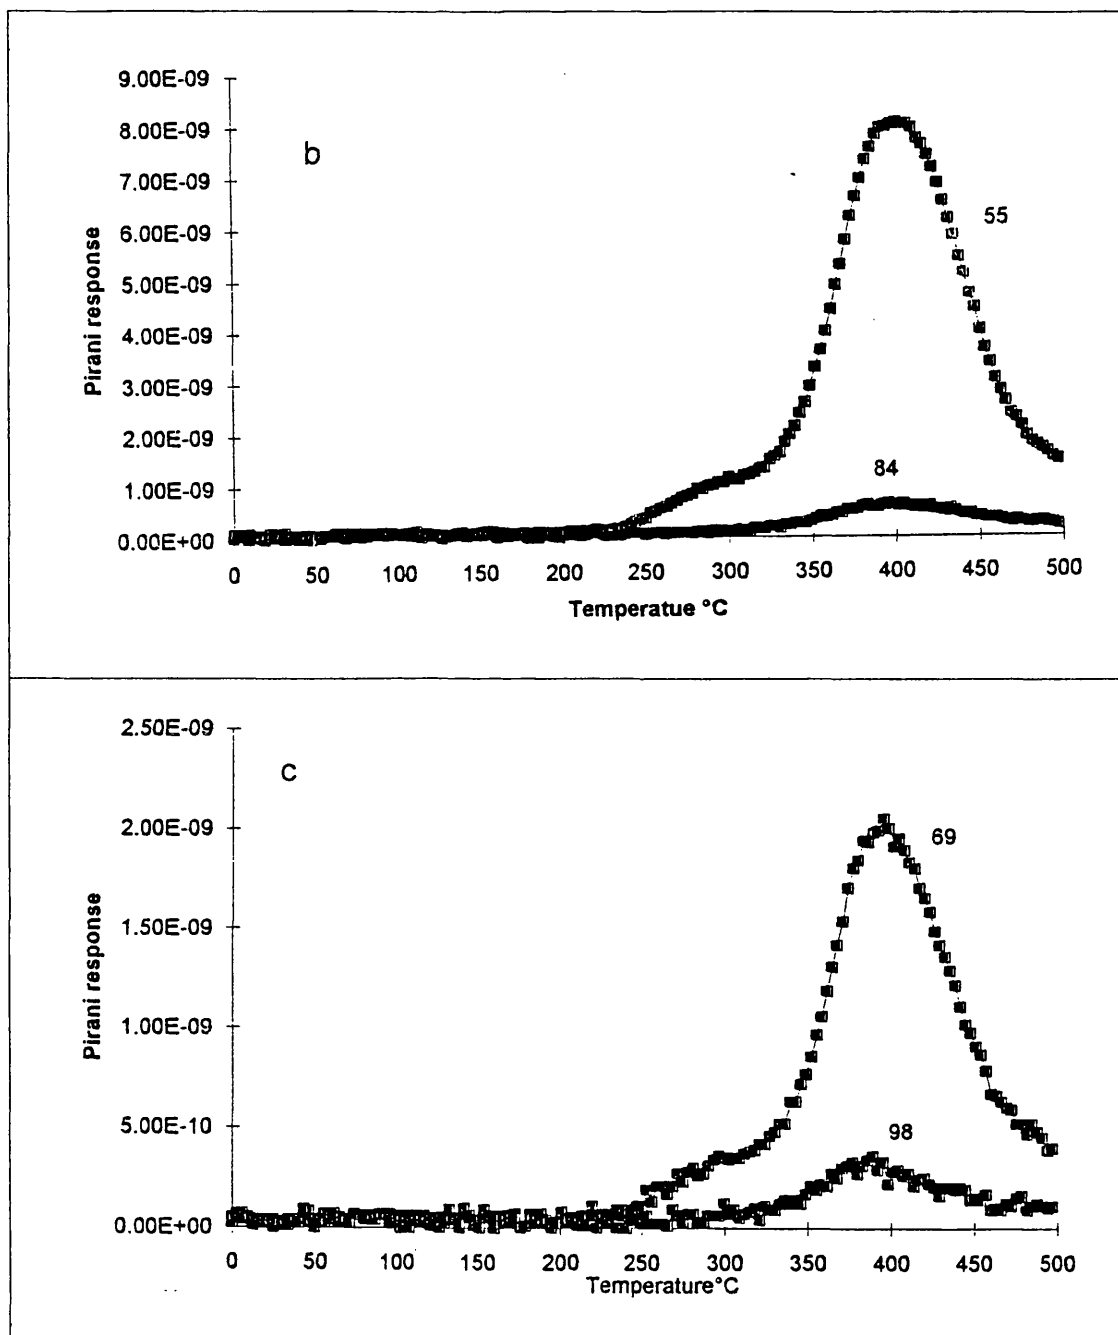 9.00E-09
8.00E-09
7.00E-09
6.00E-09
5.00E-09
4.00E-09
3.00E-09
2.00E-09
1.00E-09
0.00E+00
Pirani response
b
55
84
0 50 100 150 200 250 300 350 400 450 500
Temperatue °C
2.50E-09
2.00E-09
1.50E-09
1.00E-09
5.00E-10
0.00E+00
Pirani response
c
69
98
0 50 100 150 200 250 300 350 400 450 500
Temperature°C